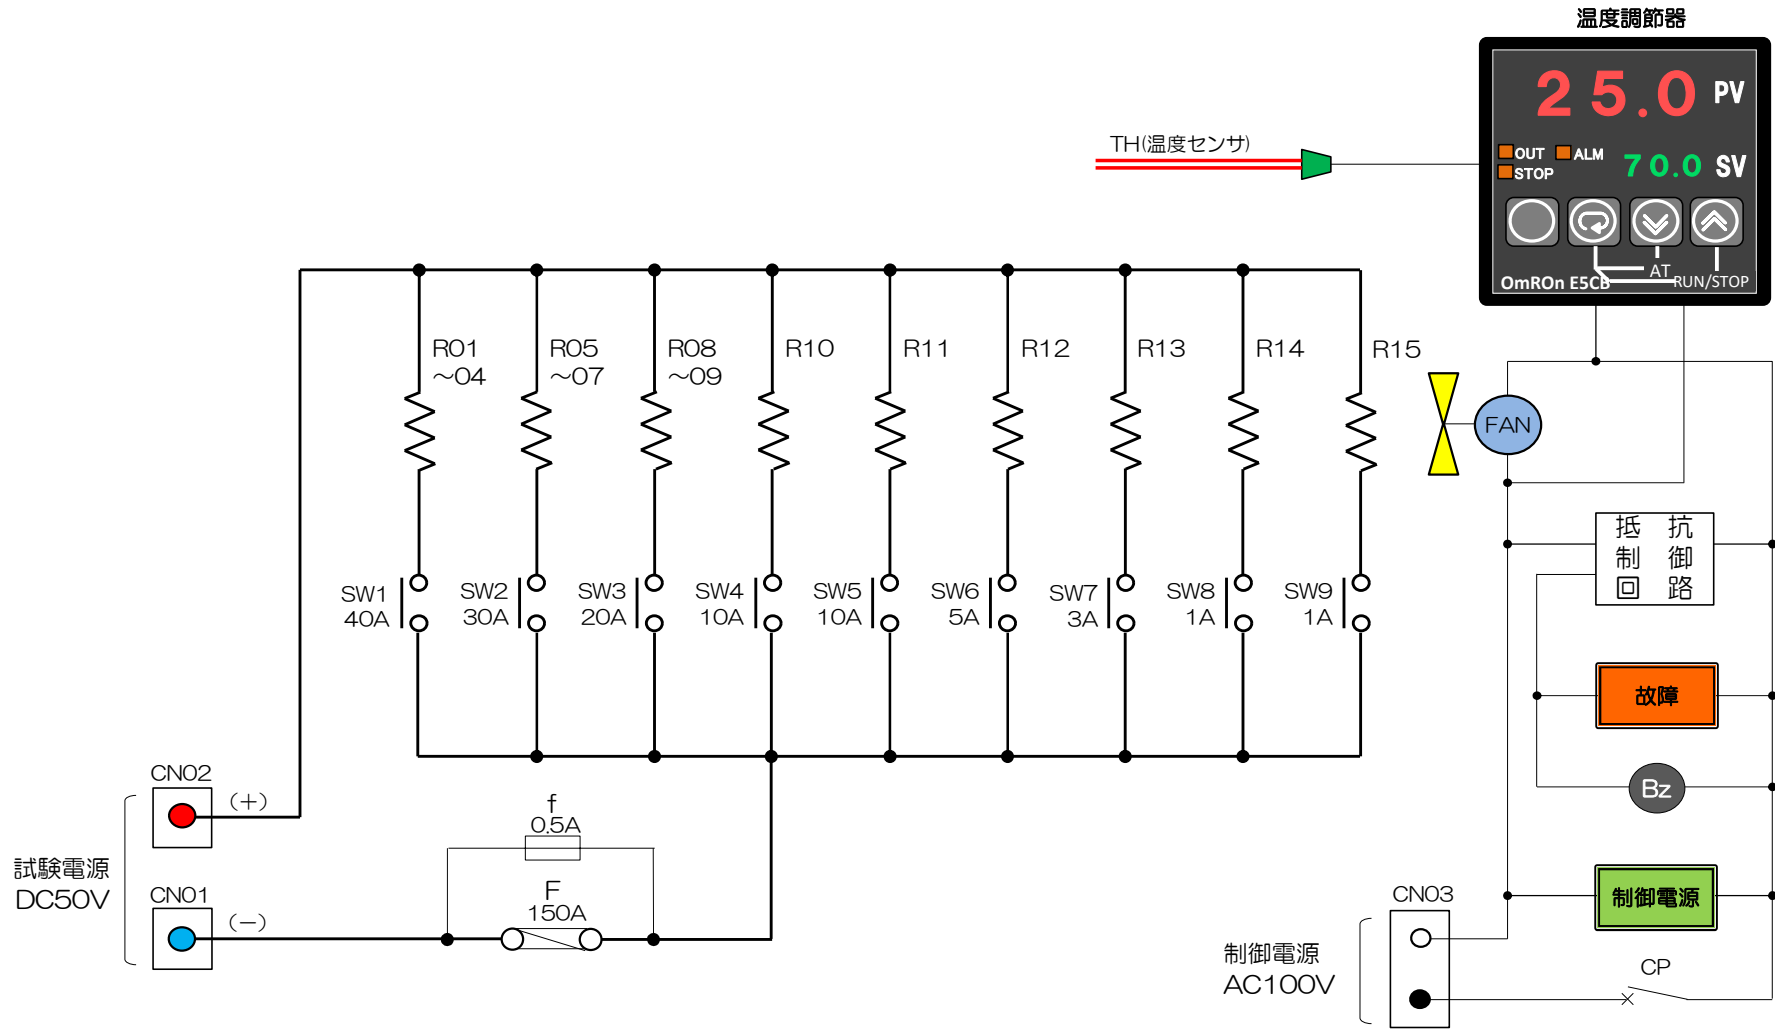 温度調節器
25.0 PV
OUT ALM
STOP
70.0 SV
AT
OmROn E5CB
RUN/STOP
TH(温度センサ)
R01
～04
R05
～07
R08
～09
R10
R11
R12
R13
R14
R15
FAN
抵 抗
制 御
回 路
SW1
40A
SW2
30A
SW3
20A
SW4
10A
SW5
10A
SW6
5A
SW7
3A
SW8
1A
SW9
1A
故障
Bz
CN02
(+)
試験電源
DC50V
CN01
(−)
f
0.5A
F
150A
制御電源
CN03
制御電源
AC100V
CP